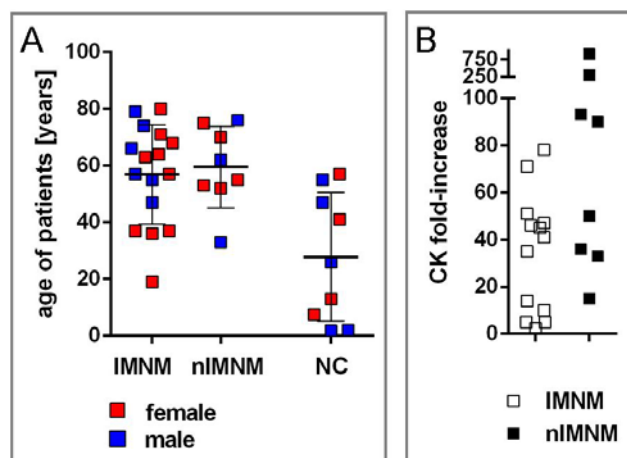 A
age of patients [years]
100
80
60
40
20
0
IMNM nIMNM NC
female
male
B
CK fold-increase
750
250
100
80
60
40
20
0
IMNM
nIMNM